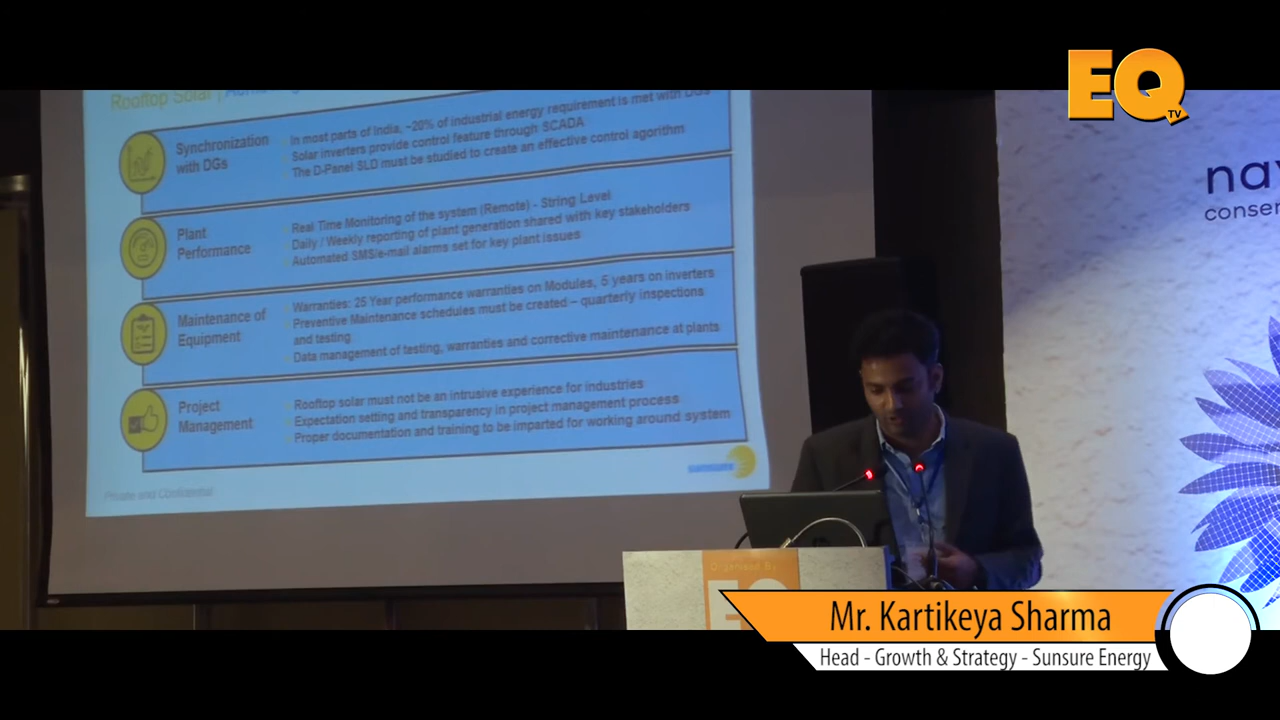 EQ
TV
Rooftop Solar |
Synchronization
with DGs
In most parts of India, ~20% of industrial energy requirement is met with DGs
Solar inverters provide control feature through SCADA
The D-Panel SLD must be studied to create an effective control algorithm
Plant
Performance
Real Time Monitoring of the system (Remote) - String Level
Daily / Weekly reporting of plant generation shared with key stakeholders
Automated SMS/e-mail alarms set for key plant issues
Maintenance of
Equipment
Warranties: 25 Year performance warranties on Modules, 5 years on inverters
Preventive Maintenance schedules must be created – quarterly inspections
and testing
Data management of testing, warranties and corrective maintenance at plants
Project
Management
Rooftop solar must not be an intrusive experience for industries
Expectation setting and transparency in project management process
Proper documentation and training to be imparted for working around system
sunsure
Private and Confidential
Organised By
Mr. Kartikeya Sharma
Head - Growth & Strategy - Sunsure Energy